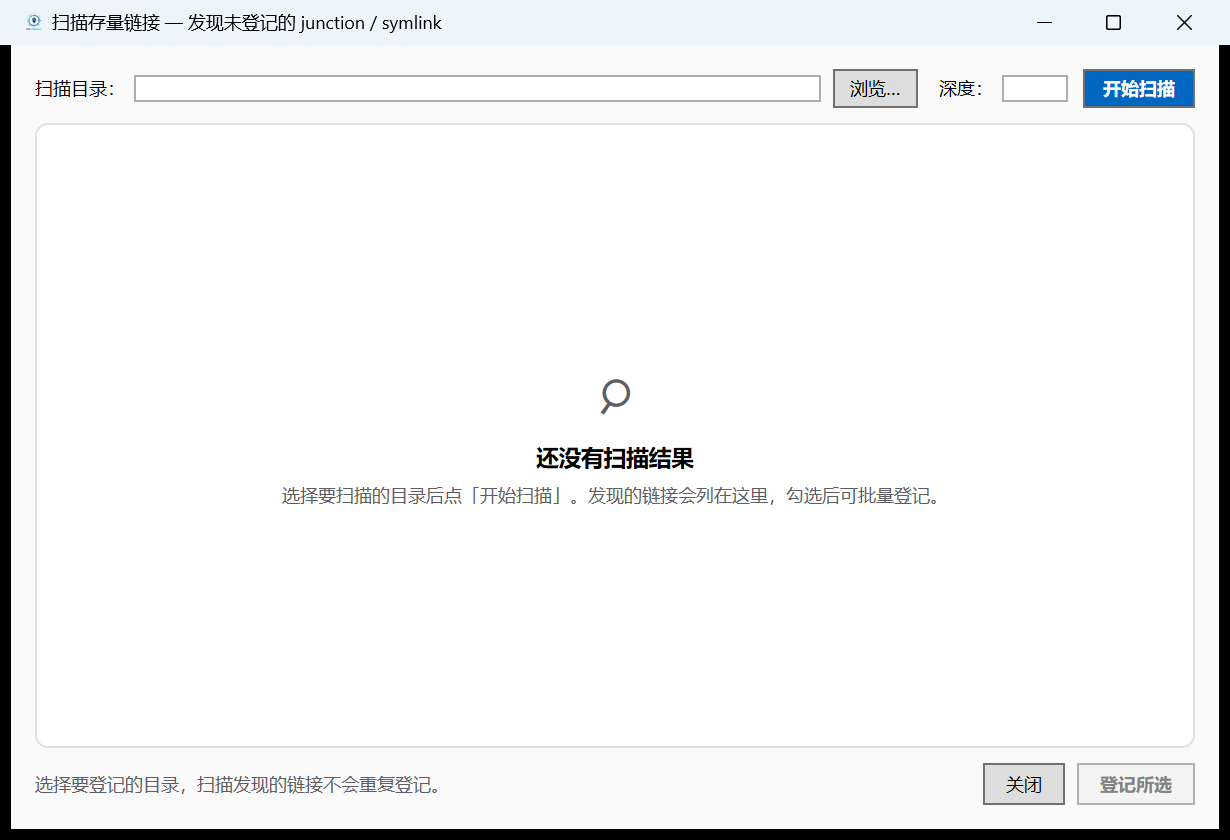 扫描存量链接 — 发现未登记的 junction / symlink
扫描目录： 浏览... 深度： 开始扫描
还没有扫描结果
选择要扫描的目录后点「开始扫描」。发现的链接会列在这里，勾选后可批量登记。
选择要登记的目录，扫描发现的链接不会重复登记。 关闭 登记所选